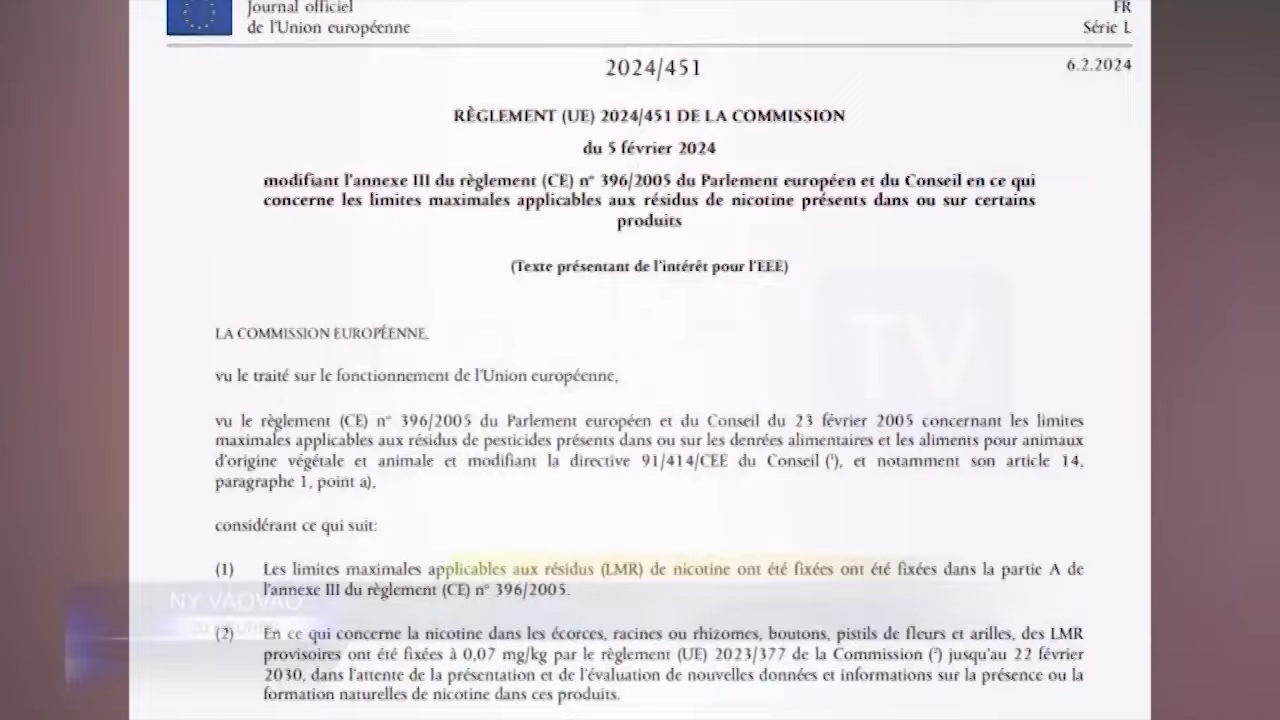 Journal officiel
de l'Union européenne
FR
Série L
2024/451
6.2.2024
RÈGLEMENT (UE) 2024/451 DE LA COMMISSION
du 5 février 2024
modifiant l'annexe III du règlement (CE) n° 396/2005 du Parlement européen et du Conseil en ce qui
concerne les limites maximales applicables aux résidus de nicotine présents dans ou sur certains
produits
(Texte présentant de l'intérêt pour l'EEE)
TV
LA COMMISSION EUROPÉENNE,
vu le traité sur le fonctionnement de l'Union européenne,
vu le règlement (CE) n° 396/2005 du Parlement européen et du Conseil du 23 février 2005 concernant les limites
maximales applicables aux résidus de pesticides présents dans ou sur les denrées alimentaires et les aliments pour animaux
d'origine végétale et animale et modifiant la directive 91/414/CEE du Conseil (¹), et notamment son article 14,
paragraphe 1, point a),
considérant ce qui suit:
(1) Les limites maximales applicables aux résidus (LMR) de nicotine ont été fixées ont été fixées dans la partie A de
l'annexe III du règlement (CE) n° 396/2005.
NY VAOVAO
(2) En ce qui concerne la nicotine dans les écorces, racines ou rhizomes, boutons, pistils de fleurs et arilles, des LMR
provisoires ont été fixées à 0,07 mg/kg par le règlement (UE) 2023/377 de la Commission (²) jusqu'au 22 février
2030, dans l'attente de la présentation et de l'évaluation de nouvelles données et informations sur la présence ou la
formation naturelles de nicotine dans ces produits.